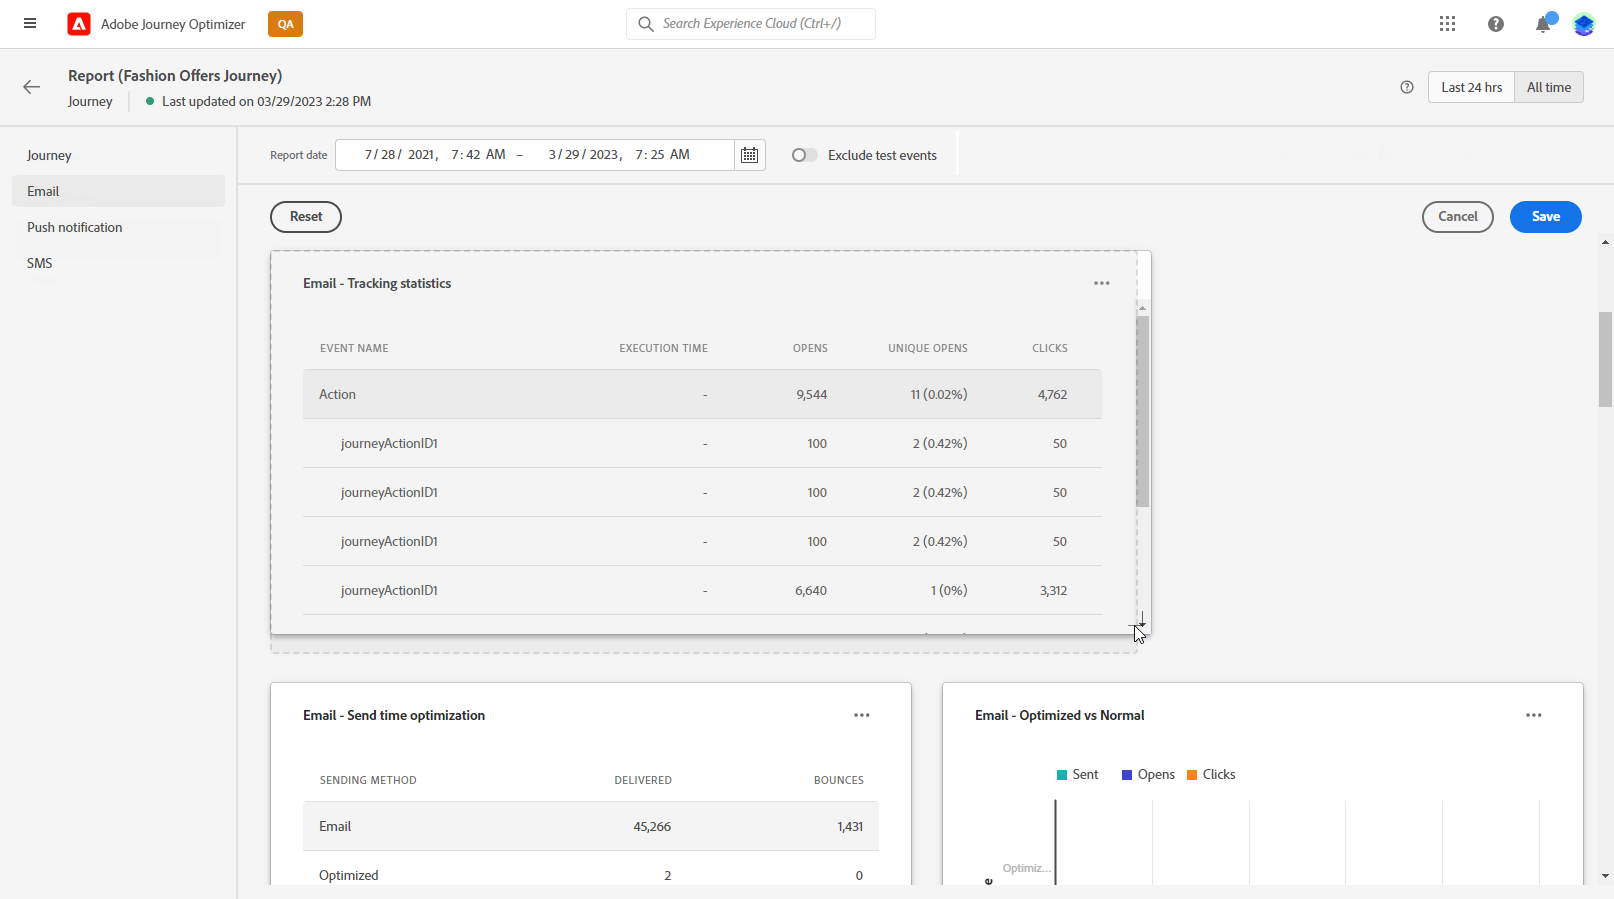 Adobe Journey Optimizer QA Search Experience Cloud (Ctrl+/)
Report (Fashion Offers Journey)
Journey Last updated on 03/29/2023 2:28 PM Last 24 hrs All time
Journey
Email
Push notification
SMS
Report date 7/28/2021, 7:42 AM – 3/29/2023, 7:25 AM Exclude test events
Reset Cancel Save
Email - Tracking statistics
EVENT NAME EXECUTION TIME OPENS UNIQUE OPENS CLICKS
Action - 9,544 11 (0.02%) 4,762
journeyActionID1 - 100 2 (0.42%) 50
journeyActionID1 - 100 2 (0.42%) 50
journeyActionID1 - 100 2 (0.42%) 50
journeyActionID1 - 6,640 1 (0%) 3,312
Email - Send time optimization
SENDING METHOD DELIVERED BOUNCES
Email 45,266 1,431
Optimized 2 0
Email - Optimized vs Normal
Sent Opens Clicks
Optimiz...